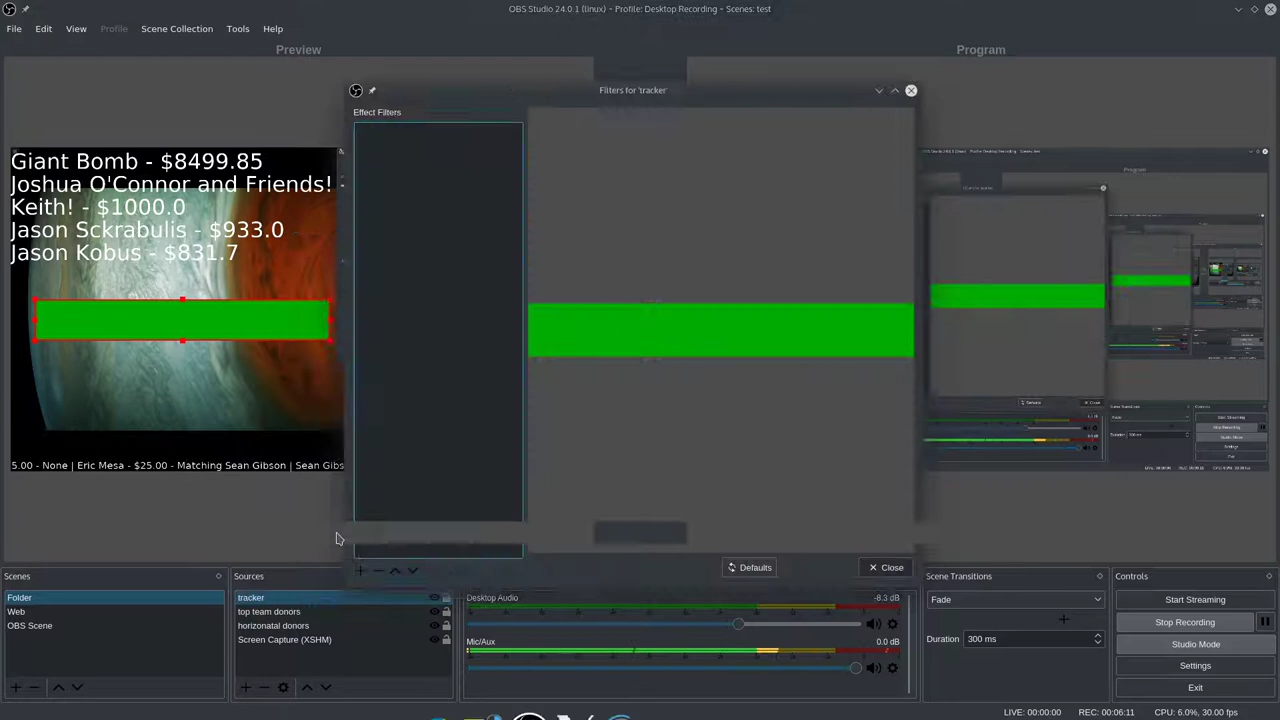 OBS Studio 24.0.1 (linux) - Profile: Desktop Recording - Scenes: test
File Edit View Profile Scene Collection Tools Help
Preview
Program
Filters for 'tracker'
Effect Filters
Giant Bomb - $8499.85
Joshua O'Connor and Friends!
Keith! - $1000.0
Jason Sckrabulis - $933.0
Jason Kobus - $831.7
5.00 - None | Eric Mesa - $25.00 - Matching Sean Gibson | Sean Gibs
Defaults
Close
Scenes
Folder
Web
OBS Scene
Sources
tracker
top team donors
horizonatal donors
Screen Capture (XSHM)
Desktop Audio
-8.3 dB
Mic/Aux
0.0 dB
Scene Transitions
Fade
Duration
300 ms
Controls
Start Streaming
Stop Recording
Studio Mode
Settings
Exit
LIVE: 00:00:00 REC: 00:06:11 CPU: 6.0%, 30.00 fps